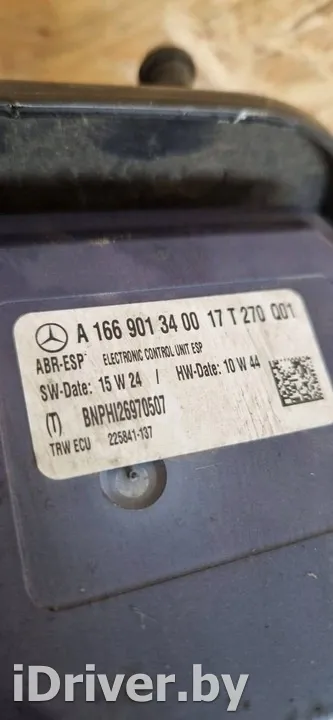 A 166 901 34 00 17 T 270 Q01
ABR-ESP ELECTRONIC CONTROL UNIT ESP
SW-Date: 15 W 24 / HW-Date: 10 W 44
(T) BNPHI26970507
TRW ECU 225841-137
iDriver.by